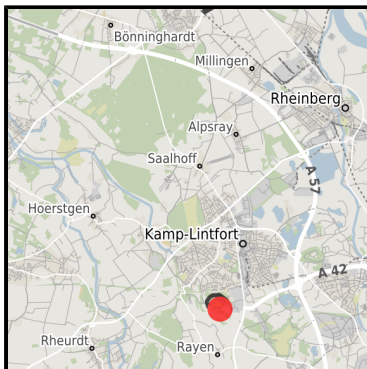 Bönninghardt
Millingen
Rheinberg
Alpsray
Saalhoff
A 57
Hoerstgen
Kamp-Lintfort
A 42
Rheurdt
Rayen